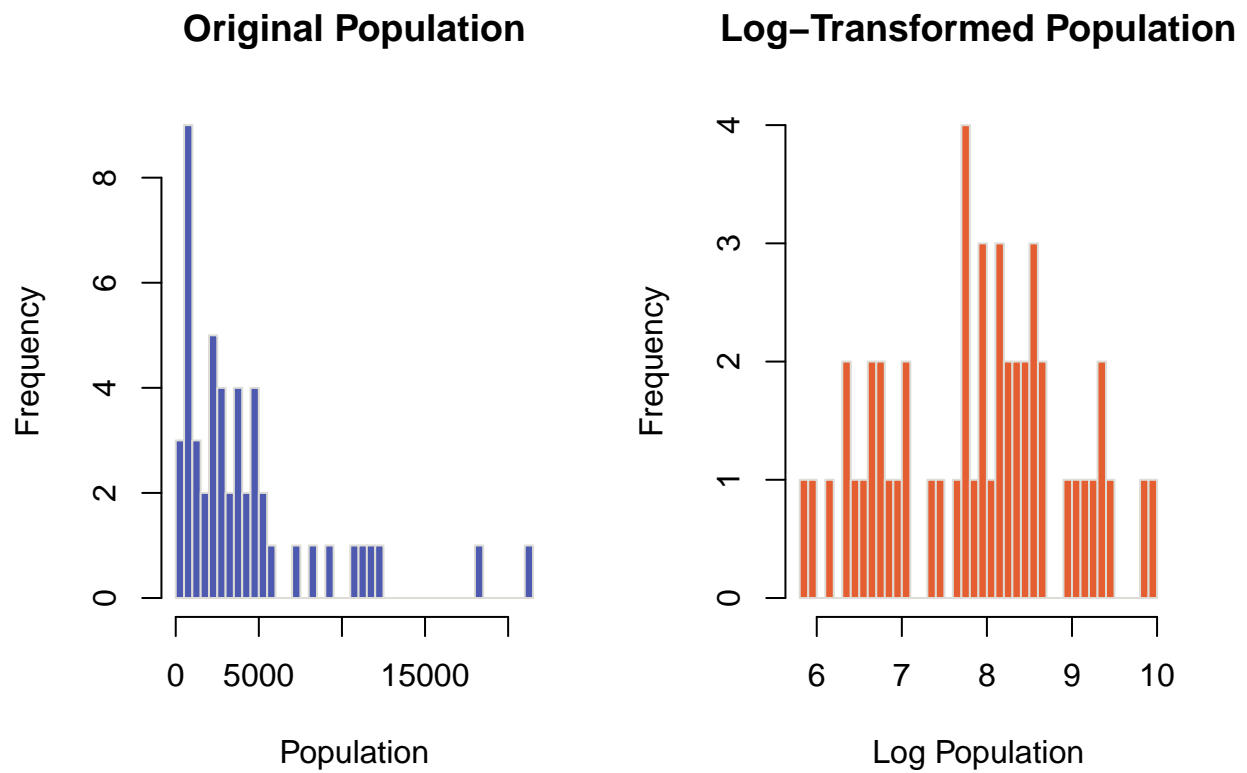 Original Population
Frequency
8
6
4
2
0
0 5000 15000
Population
Log−Transformed Population
Frequency
4
3
2
1
0
6 7 8 9 10
Log Population